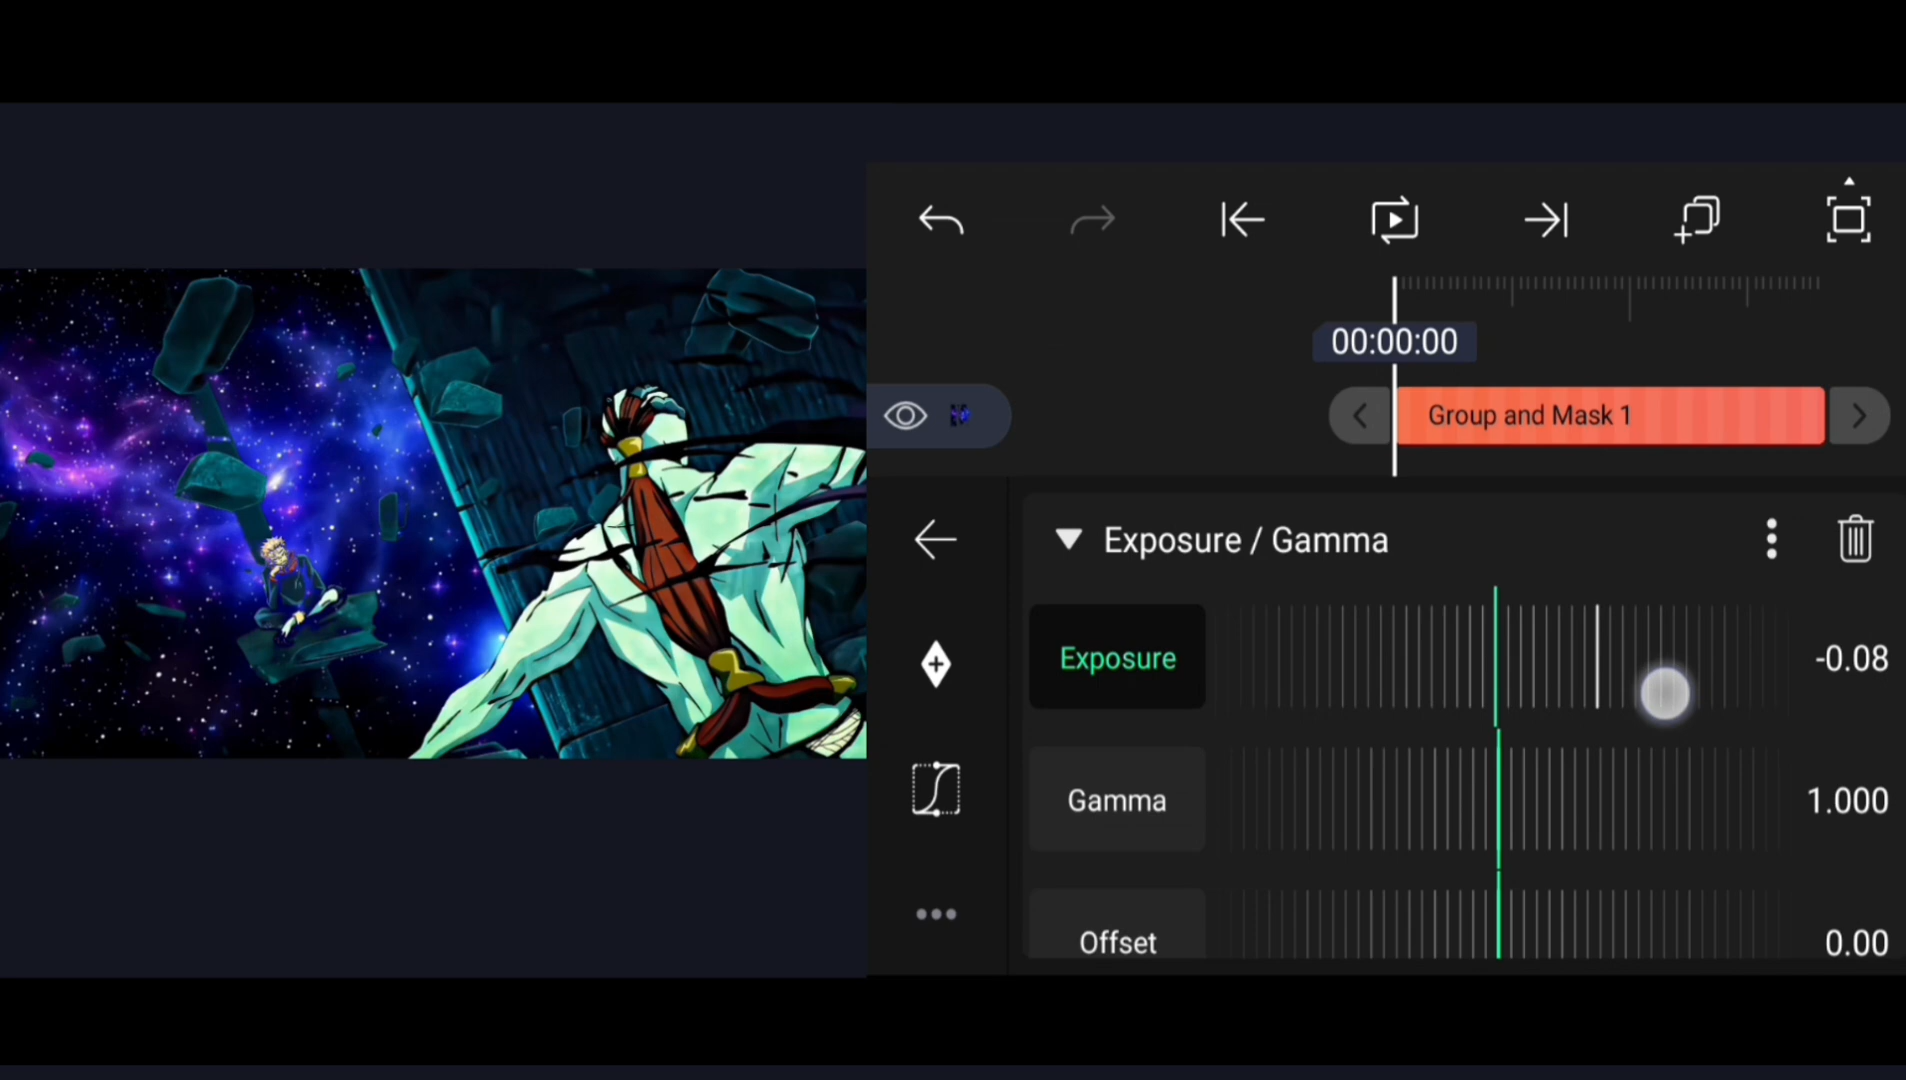 00:00:00
Group and Mask 1
Exposure / Gamma
Exposure
-0.08
Gamma
1.000
Offset
0.00